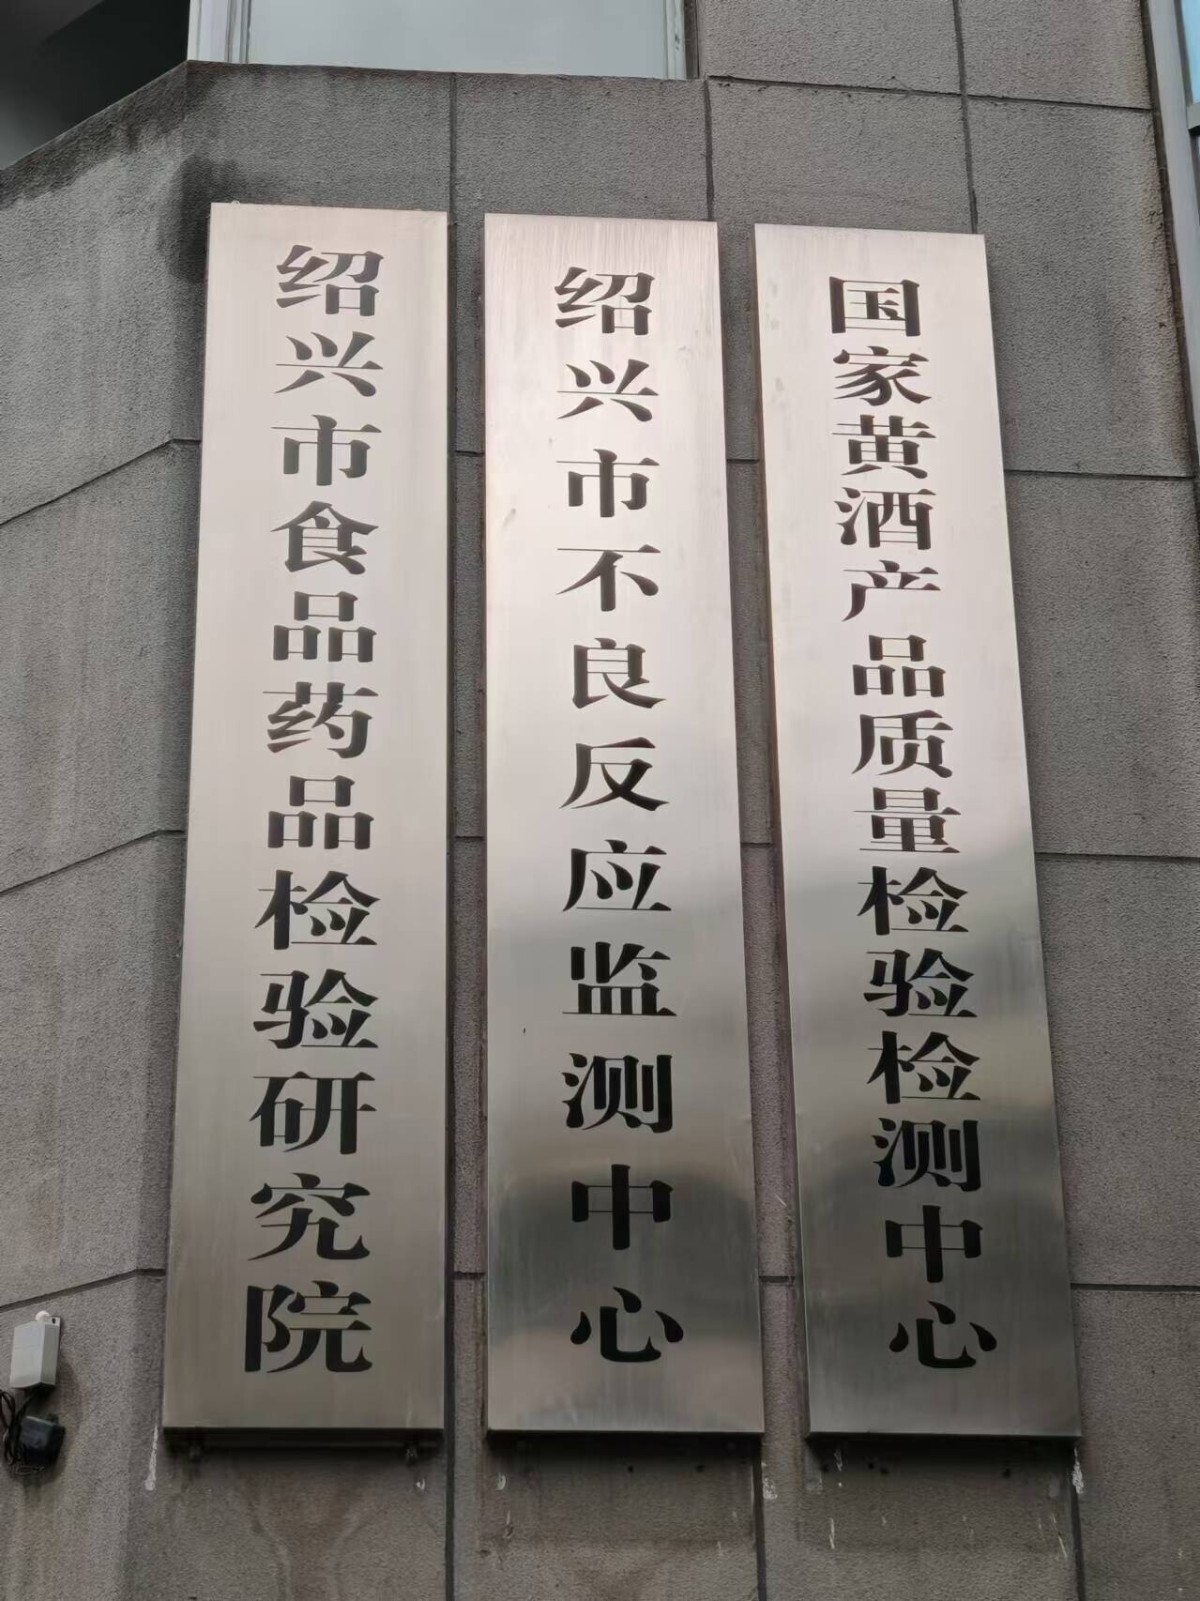 绍兴市食品药品检验研究院
绍兴市不良反应监测中心
国家黄酒产品质量检验检测中心